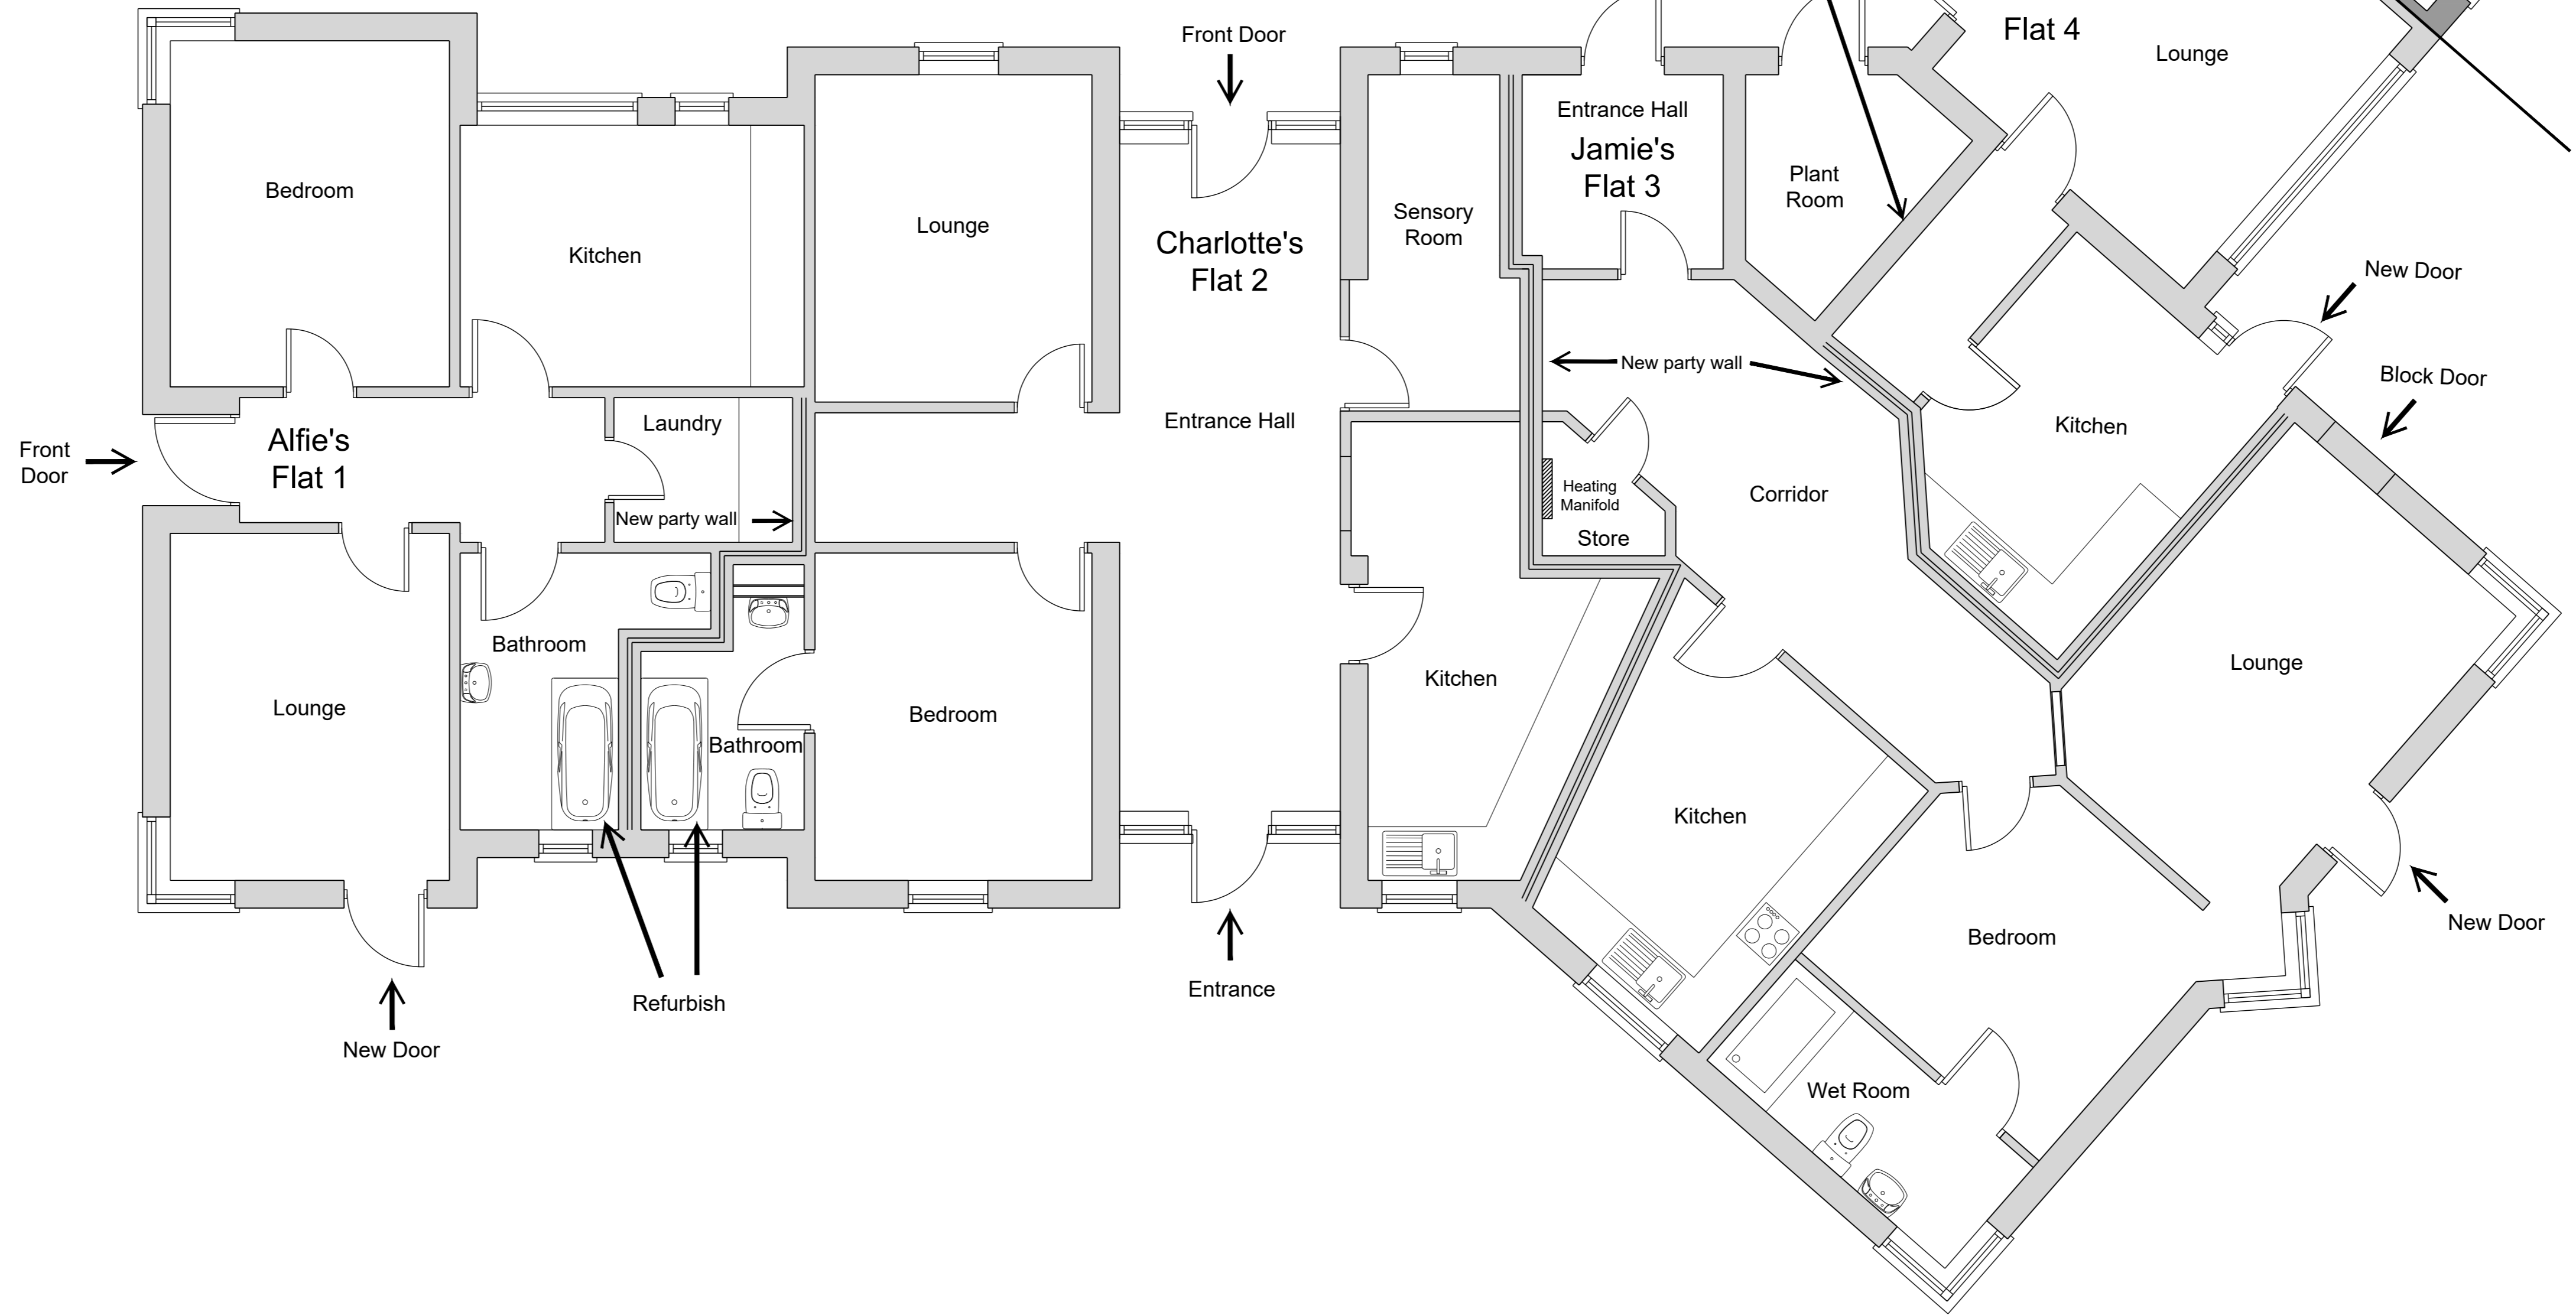 Front Door
Flat 4
Lounge
Entrance Hall
Jamie's
Flat 3
Plant
Room
Bedroom
Kitchen
Lounge
Charlotte's
Flat 2
Sensory
Room
New Door
New party wall
Block Door
Laundry
Entrance Hall
Kitchen
Front
Door
Alfie's
Flat 1
New party wall
Heating
Manifold
Store
Corridor
Bathroom
Lounge
Bathroom
Bedroom
Kitchen
Lounge
Kitchen
Bedroom
New Door
Refurbish
Entrance
New Door
Wet Room